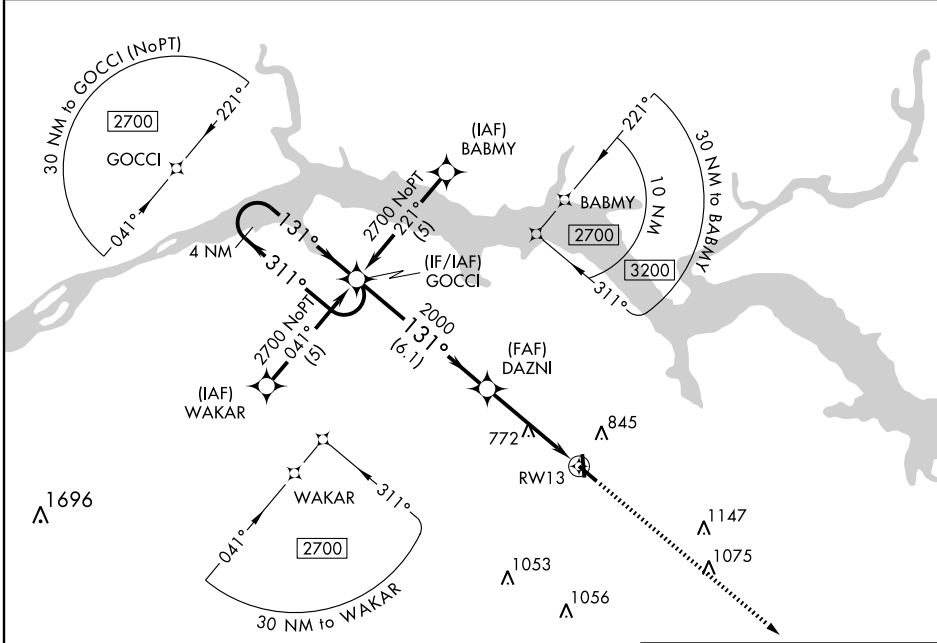 30 NM to GOCCI (NoPT)
2700
221°
GOCCI
041°
(IAF)
BABMY
2700 NoPT
221°
(5)
221°
30 NM to BABMY
10 NM
BABMY
2700
3200
311°
131°
4 NM
311°
(IF/IAF)
GOCCI
2700 NoPT
041°
(5)
2000
131°
(6.1)
(FAF)
DAZNI
(IAF)
WAKAR
772
845
RW13
WAKAR
311°
041°
2700
30 NM to WAKAR
1696
1147
1075
1053
1056